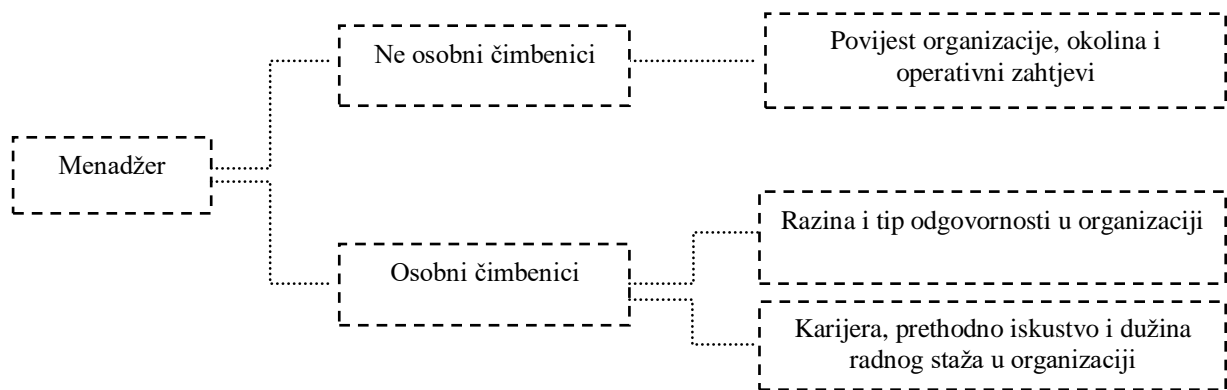 Menadžer
Ne osobni čimbenici
Povijest organizacije, okolina i
operativni zahtjevi
Osobni čimbenici
Razina i tip odgovornosti u organizaciji
Karijera, prethodno iskustvo i dužina
radnog staža u organizaciji